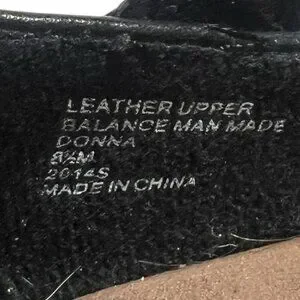 LEATHER UPPER
BALANCE MAN MADE
DONNA
8½M
2014S
MADE IN CHINA